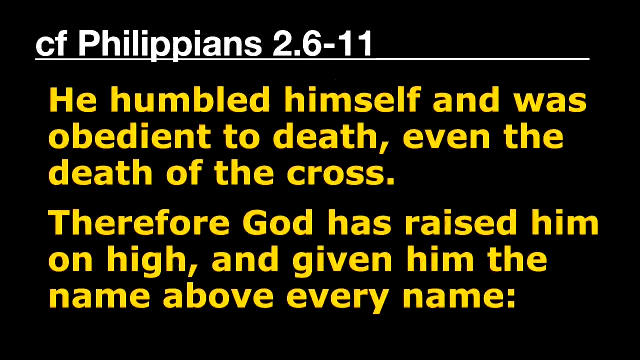 cf Philippians 2.6-11
He humbled himself and was
obedient to death, even the
death of the cross.
Therefore God has raised him
on high, and given him the
name above every name: